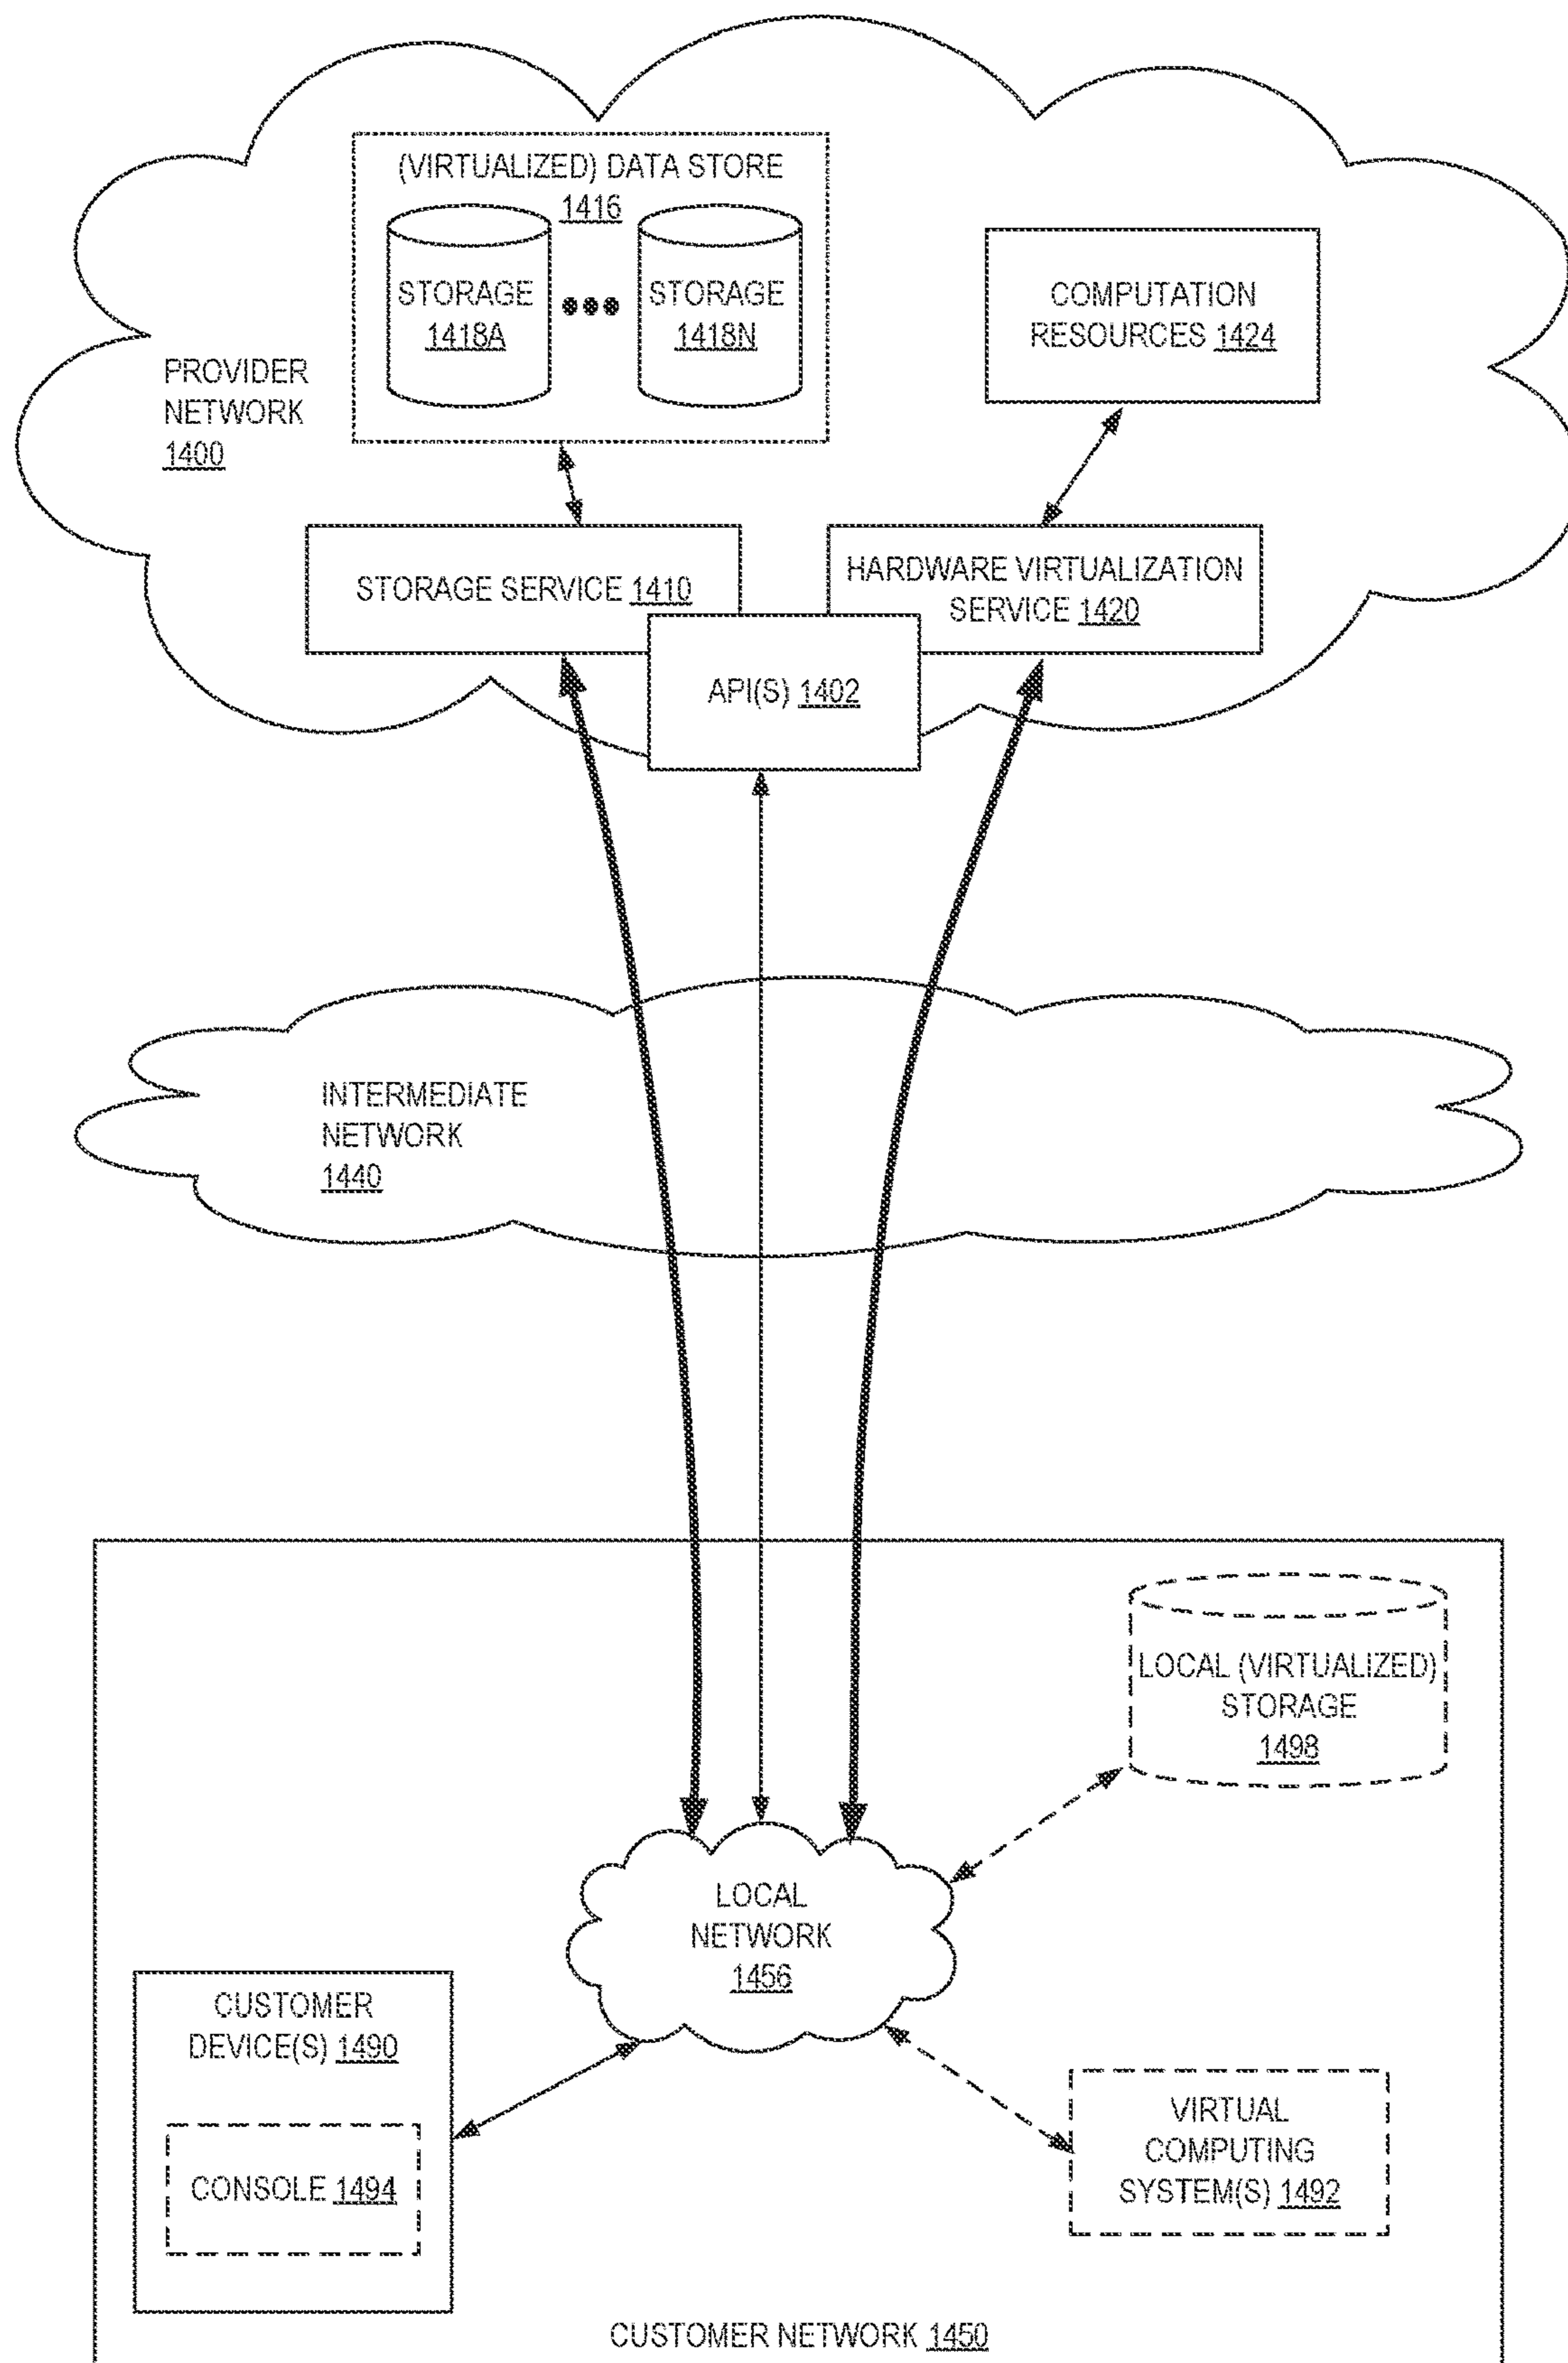 (VIRTUALIZED) DATA STORE
1416
STORAGE
1418A
STORAGE
1418N
COMPUTATION
RESOURCES 1424
PROVIDER
NETWORK
1400
STORAGE SERVICE 1410
HARDWARE VIRTUALIZATION
SERVICE 1420
API(S) 1402
INTERMEDIATE
NETWORK
1440
LOCAL (VIRTUALIZED)
STORAGE
1498
LOCAL
NETWORK
1456
CUSTOMER
DEVICE(S) 1490
CONSOLE 1494
VIRTUAL
COMPUTING
SYSTEM(S) 1492
CUSTOMER NETWORK 1450